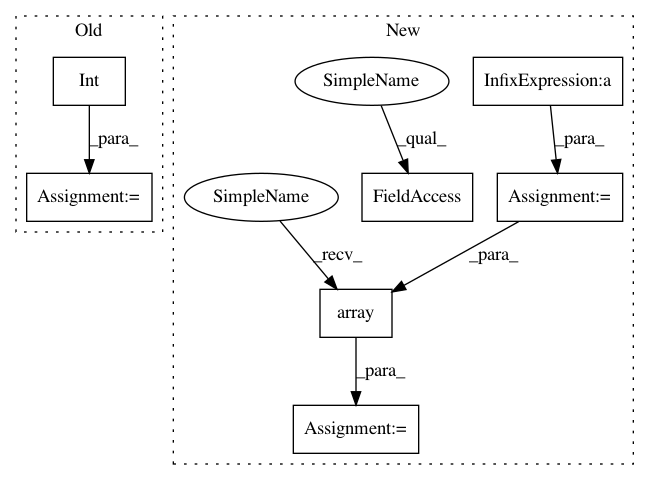 Old
New
Int
SimpleName
InfixExpression:a
_para_
_qual_
_para_
Assignment:=
SimpleName
FieldAccess
Assignment:=
_recv_
_para_
array
_para_
Assignment:=